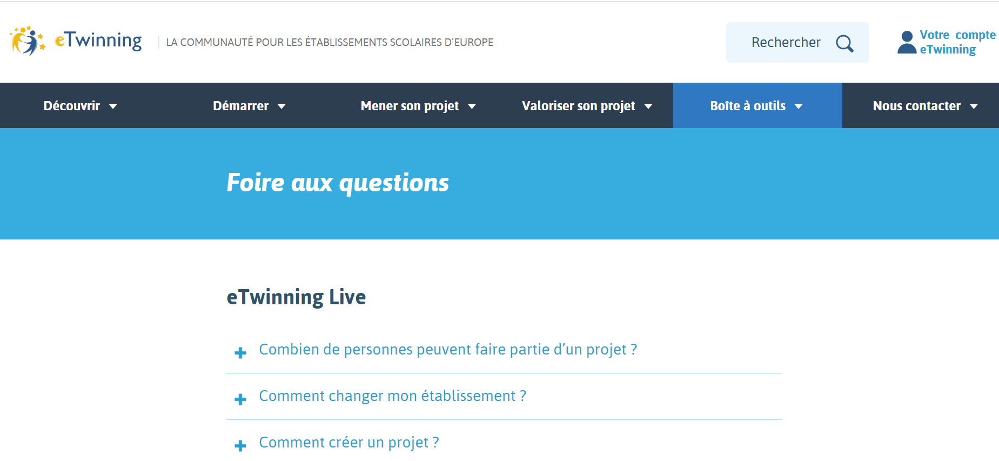 eTwinning
LA COMMUNAUTÉ POUR LES ÉTABLISSEMENTS SCOLAIRES D’EUROPE
Rechercher
Votre compte
eTwinning
Découvrir
Démarrer
Mener son projet
Valoriser son projet
Boîte à outils
Nous contacter
Foire aux questions
eTwinning Live
Combien de personnes peuvent faire partie d’un projet ?
Comment changer mon établissement ?
Comment créer un projet ?